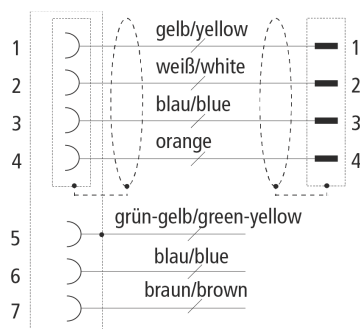 1 gelb/yellow 1
2 weiß/white 2
3 blau/blue 3
4 orange 4
5 grün-gelb/green-yellow
6 blau/blue
7 braun/brown